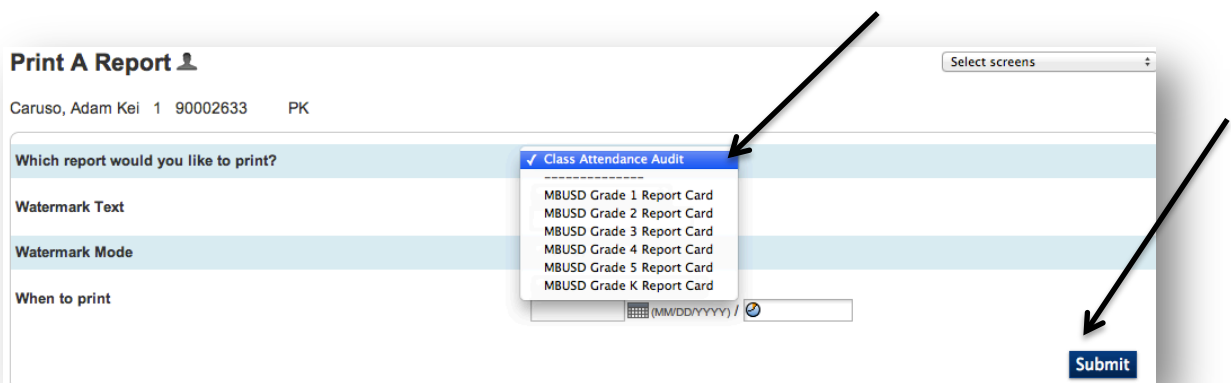 Print A Report
Select screens
Caruso, Adam Kei 1 90002633 PK
Which report would you like to print?
✓ Class Attendance Audit
--------------
MBUSD Grade 1 Report Card
Watermark Text
MBUSD Grade 2 Report Card
MBUSD Grade 3 Report Card
Watermark Mode
MBUSD Grade 4 Report Card
MBUSD Grade 5 Report Card
MBUSD Grade K Report Card
When to print
(MM/DD/YYYY) /
Submit